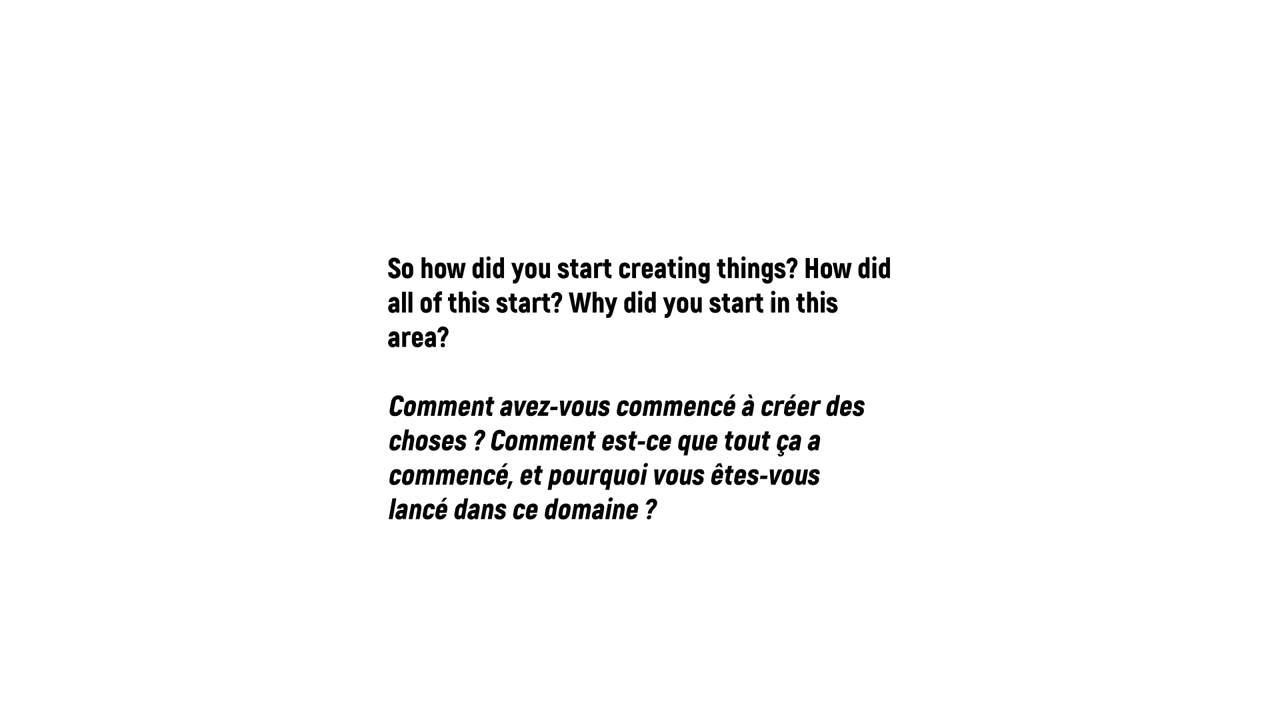 So how did you start creating things? How did
all of this start? Why did you start in this
area?
Comment avez-vous commencé à créer des
choses ? Comment est-ce que tout ça a
commencé, et pourquoi vous êtes-vous
lancé dans ce domaine ?